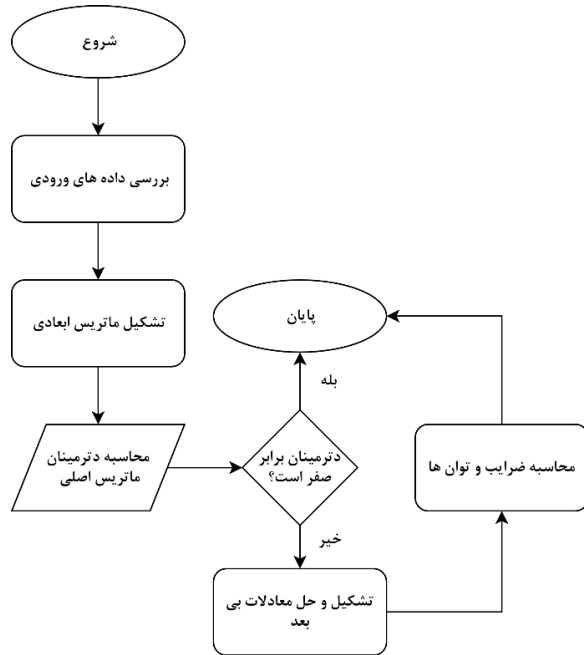 شروع
بررسی داده های ورودی
تشکیل ماتریس ابعادی
محاسبه دترمینان
ماتریس اصلی
دترمینان برابر
صفر است؟
بله
پایان
خیر
تشکیل و حل معادلات بی
بعد
محاسبه ضرایب و توان ها